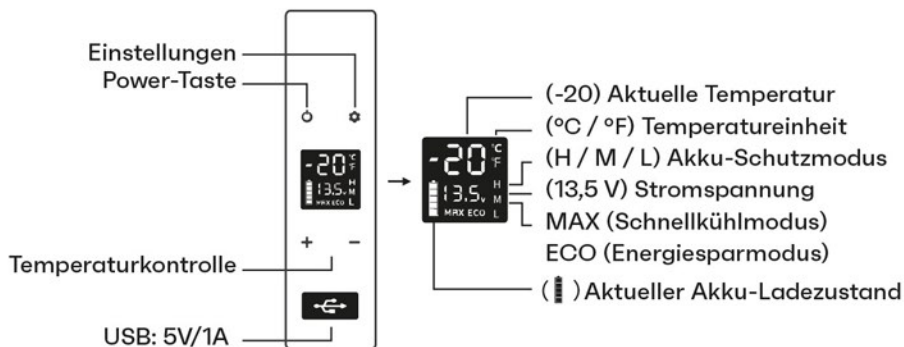 Einstellungen
Power-Taste
Temperaturkontrolle
USB: 5V/1A
-20 °C
°F
H
13.5v M
MAX ECO L
+ −
-20 °C
°F
H
13.5v M
MAX ECO L
(-20) Aktuelle Temperatur
(°C / °F) Temperatureinheit
(H / M / L) Akku-Schutzmodus
(13,5 V) Stromspannung
MAX (Schnellkühlmodus)
ECO (Energiesparmodus)
( ) Aktueller Akku-Ladezustand